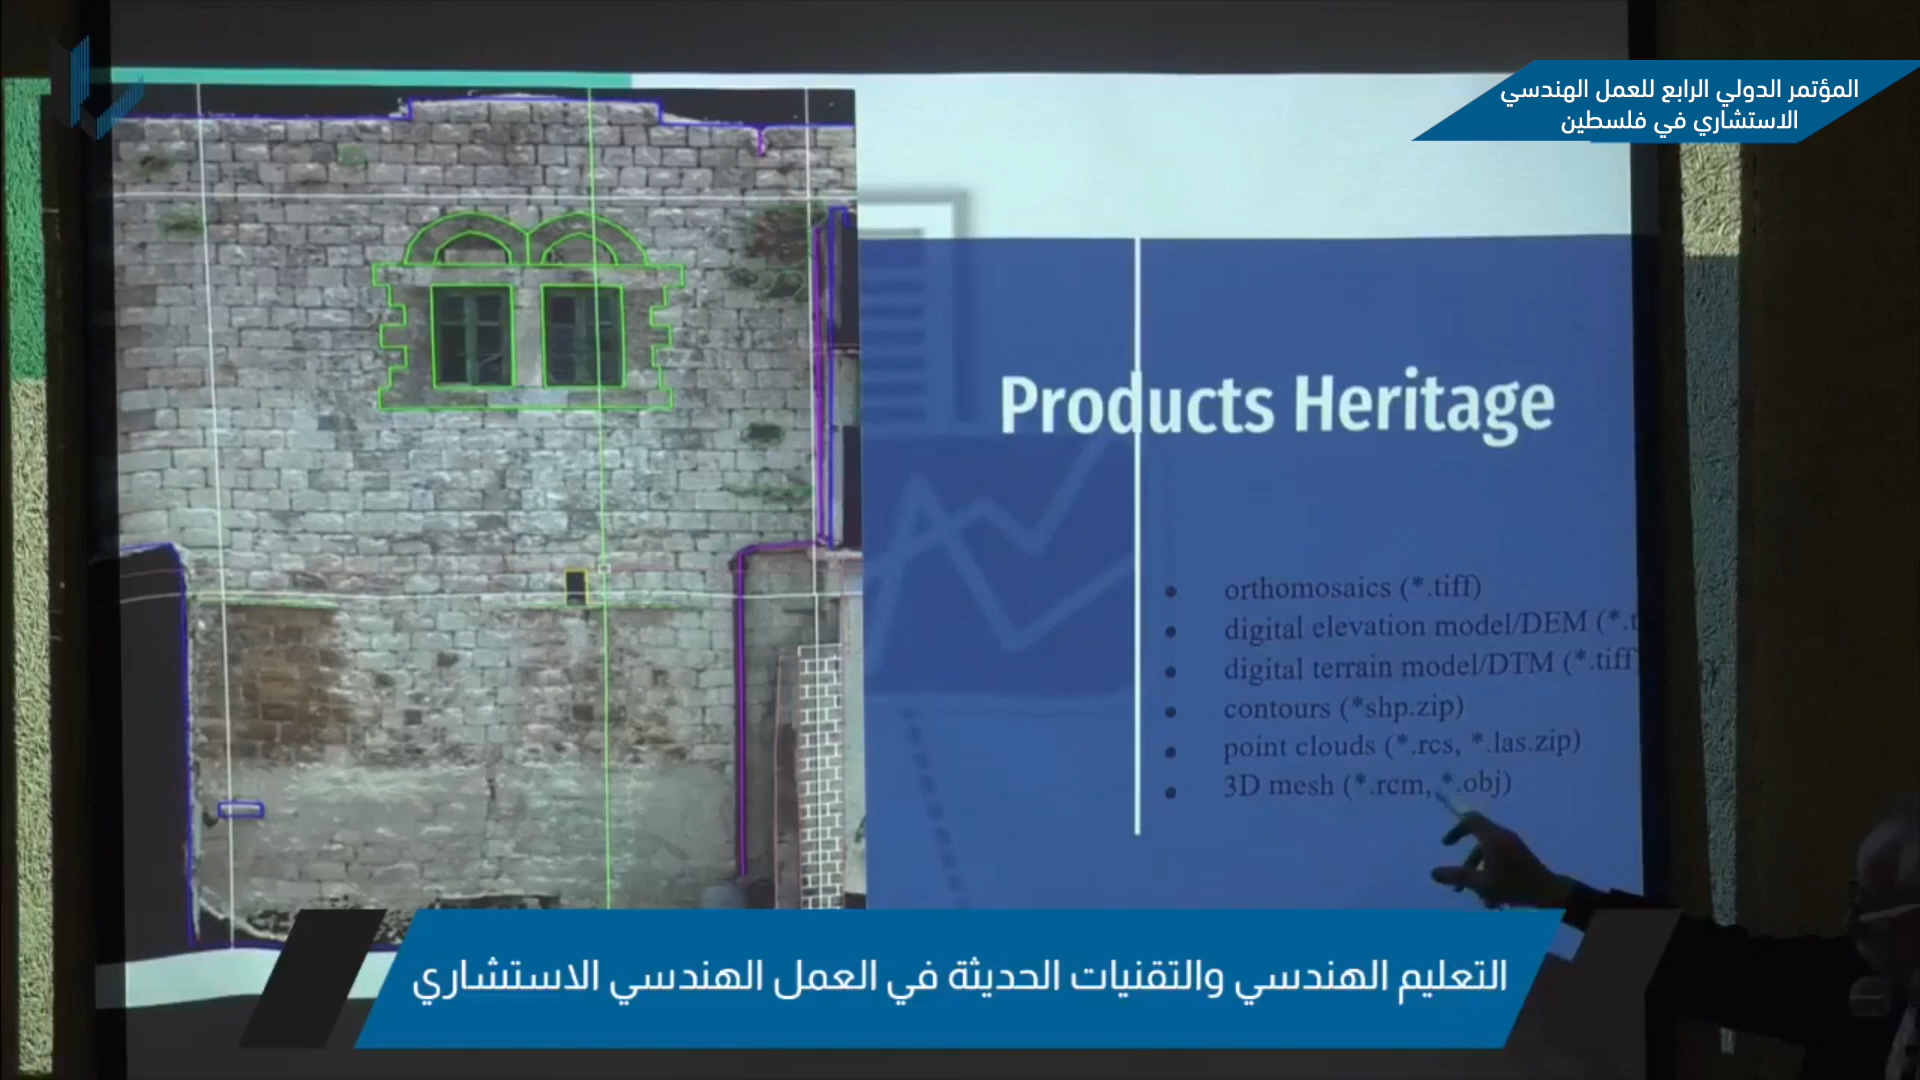 المؤتمر الدولي الرابع للعمل الهندسي
الاستشاري في فلسطين
Products Heritage
orthomosaics (*.tiff)
digital elevation model/DEM (*.t
digital terrain model/DTM (*.tiff
contours (*shp.zip)
point clouds (*.rcs, *.las.zip)
3D mesh (*.rcm, *.obj)
التعليم الهندسي والتقنيات الحديثة في العمل الهندسي الاستشاري